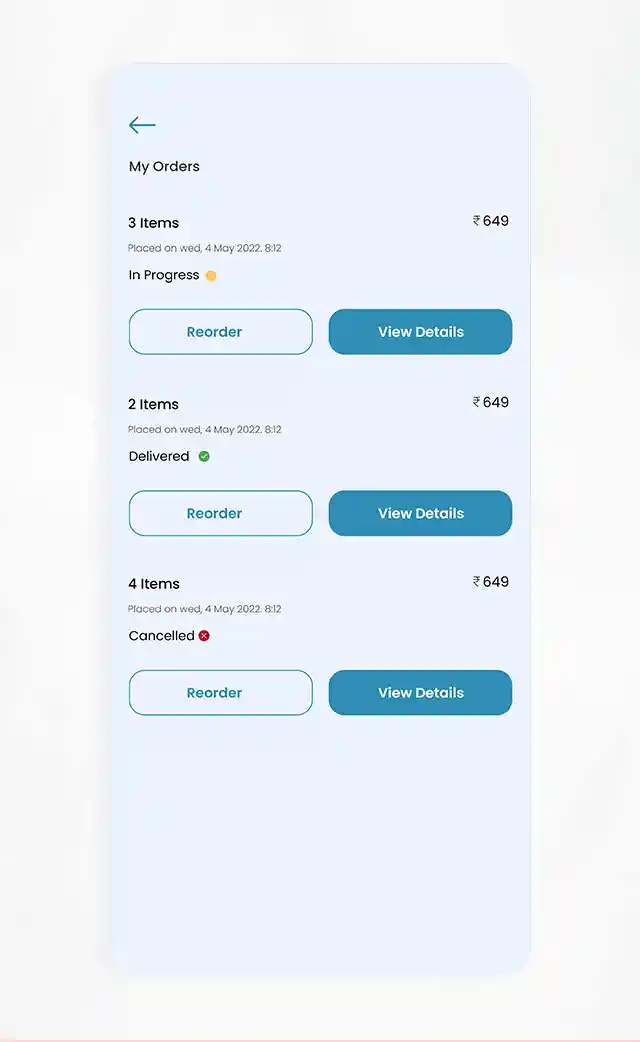 My Orders
3 Items ₹ 649
Placed on wed, 4 May 2022. 8:12
In Progress
Reorder View Details
2 Items ₹ 649
Placed on wed, 4 May 2022. 8:12
Delivered
Reorder View Details
4 Items ₹ 649
Placed on wed, 4 May 2022. 8:12
Cancelled
Reorder View Details